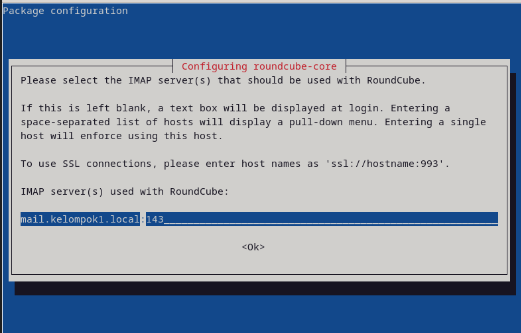 Package configuration
Configuring roundcube-core
Please select the IMAP server(s) that should be used with RoundCube.
If this is left blank, a text box will be displayed at login. Entering a
space-separated list of hosts will display a pull-down menu. Entering a single
host will enforce using this host.
To use SSL connections, please enter host names as 'ssl://hostname:993'.
IMAP server(s) used with RoundCube:
mail.kelompok1.local:143
<Ok>